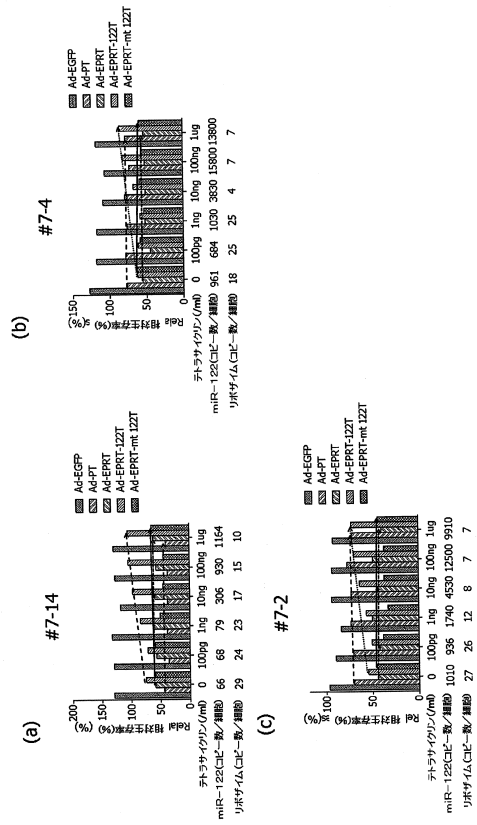 (a)
#7-14
200
150
100
50
0
Relat 相対生存率(%) (%)
Ad-EGFP
Ad-PT
Ad-EPRT
Ad-EPRT-122T
Ad-EPRT-mt 122T
テトラサイクリン(/ml) 0 100pg 1ng 10ng 100ng 1ug
miR-122(コピー数/細胞) 66 68 79 306 930 1164
リボザイム(コピー数/細胞) 29 24 23 17 15 10
(b)
#7-4
150
100
50
0
Rela 相対生存率(%) s(%)
Ad-EGFP
Ad-PT
Ad-EPRT
Ad-EPRT-122T
Ad-EPRT-mt 122T
テトラサイクリン(/ml) 0 100pg 1ng 10ng 100ng 1ug
miR-122(コピー数/細胞) 961 684 1030 3830 15800 13800
リボザイム(コピー数/細胞) 18 25 25 4 7 7
(c)
#7-2
100
50
0
相対生存率(%) s(%)
Ad-EGFP
Ad-PT
Ad-EPRT
Ad-EPRT-122T
Ad-EPRT-mt 122T
テトラサイクリン(/ml) 0 100pg 1ng 10ng 100ng 1ug
miR-122(コピー数/細胞) 1010 936 1740 4530 12500 9910
リボザイム(コピー数/細胞) 27 26 12 8 7 7